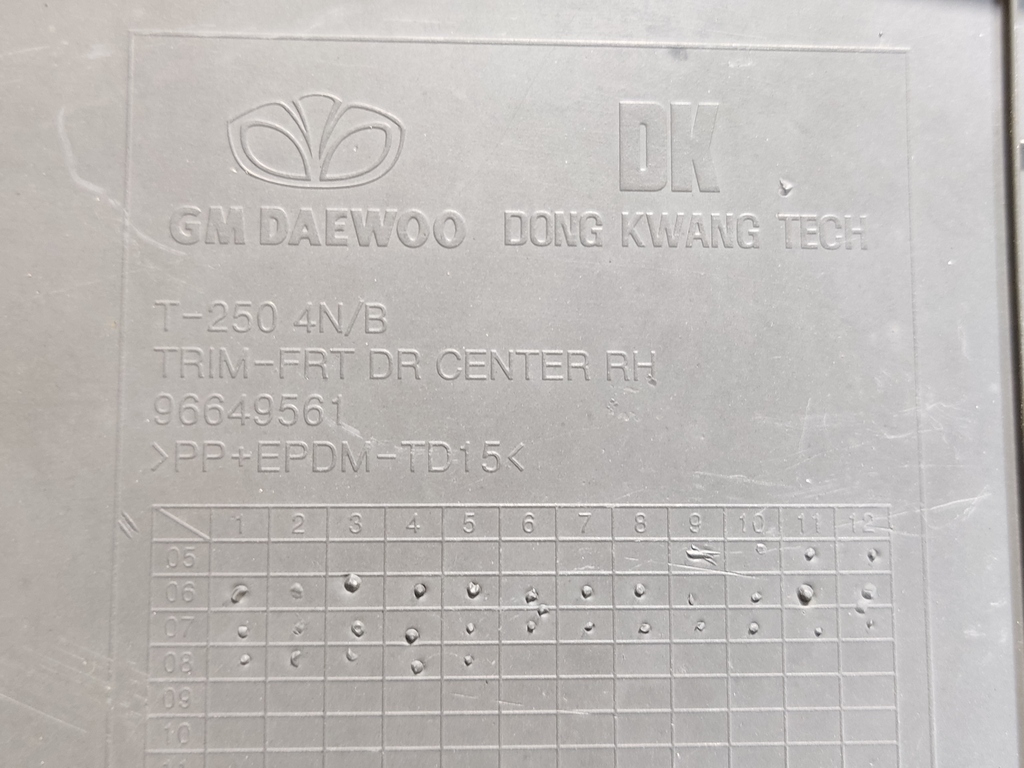 DK
GM DAEWOO DONG KWANG TECH
T-250 4N/B
TRIM-FRT DR CENTER RH
96649561
>PP+EPDM-TD15<
1 2 3 4 5 6 7 8 9 10 11 12
05
06
07
08
09
10